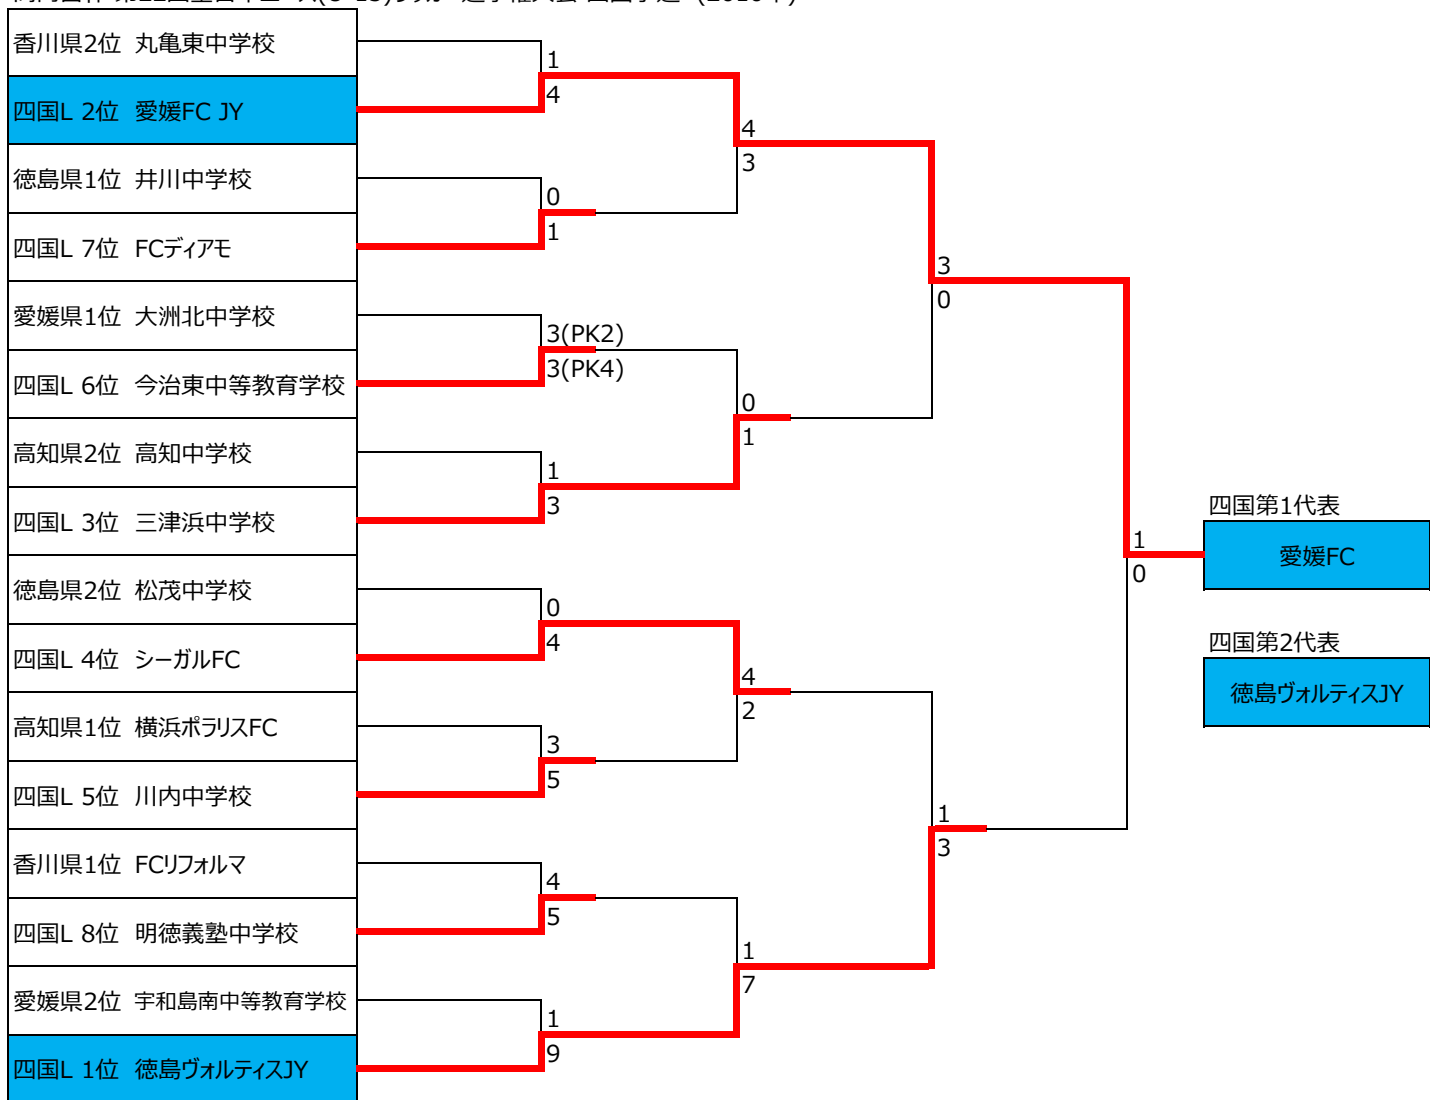 香川県2位 丸亀東中学校
1
四国L 2位 愛媛FC JY
4
4
3
徳島県1位 井川中学校
0
四国L 7位 FCディアモ
1
3
0
愛媛県1位 大洲北中学校
3(PK2)
四国L 6位 今治東中等教育学校
3(PK4)
0
1
高知県2位 高知中学校
1
四国L 3位 三津浜中学校
3
四国第1代表
1
愛媛FC
0
徳島県2位 松茂中学校
0
四国L 4位 シーガルFC
4
四国第2代表
4
徳島ヴォルティスJY
2
高知県1位 横浜ポラリスFC
3
四国L 5位 川内中学校
5
1
3
香川県1位 FCリフォルマ
4
四国L 8位 明徳義塾中学校
5
1
7
愛媛県2位 宇和島南中等教育学校
1
四国L 1位 徳島ヴォルティスJY
9